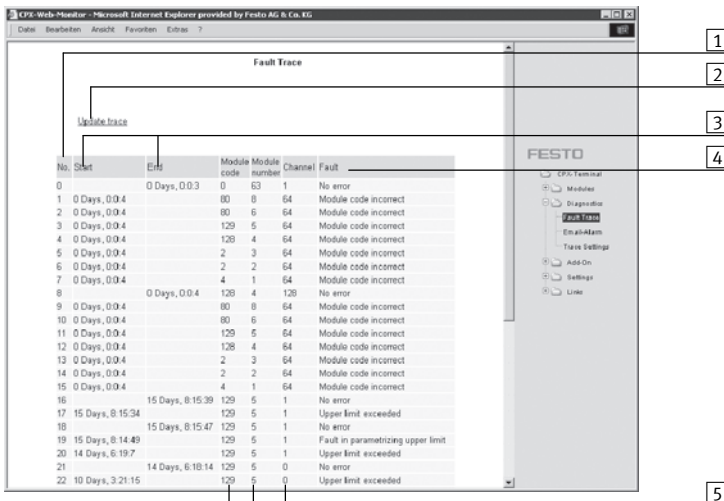 CPX-Web-Monitor - Microsoft Internet Explorer provided by Festo AG & Co. KG
Datei Bearbeiten Ansicht Favoriten Extras ?
1
Fault Trace
2
Update trace
3
4
No. Start End Module code Module number Channel Fault
0 0 Days, 0:0:3 0 63 1 No error
1 0 Days, 0:0:4 80 8 64 Module code incorrect
2 0 Days, 0:0:4 80 6 64 Module code incorrect
3 0 Days, 0:0:4 129 5 64 Module code incorrect
4 0 Days, 0:0:4 128 4 64 Module code incorrect
5 0 Days, 0:0:4 2 3 64 Module code incorrect
6 0 Days, 0:0:4 2 2 64 Module code incorrect
7 0 Days, 0:0:4 4 1 64 Module code incorrect
8 0 Days, 0:0:4 128 4 128 No error
9 0 Days, 0:0:4 80 8 64 Module code incorrect
10 0 Days, 0:0:4 80 6 64 Module code incorrect
11 0 Days, 0:0:4 129 5 64 Module code incorrect
12 0 Days, 0:0:4 128 4 64 Module code incorrect
13 0 Days, 0:0:4 2 3 64 Module code incorrect
14 0 Days, 0:0:4 2 2 64 Module code incorrect
15 0 Days, 0:0:4 4 1 64 Module code incorrect
16 15 Days, 8:15:39 129 5 1 No error
17 15 Days, 8:15:34 129 5 1 Upper limit exceeded
18 15 Days, 8:15:47 129 5 1 No error
19 15 Days, 8:14:49 129 5 1 Fault in parametrizing upper limit
20 14 Days, 6:19:7 129 5 1 Upper limit exceeded
21 14 Days, 6:18:14 129 5 0 No error
22 10 Days, 3:21:15 129 5 0 Upper limit exceeded
FESTO
CPX-Terminal
Modules
Diagnostics
Fault Trace
Email-Alarm
Trace Settings
Add-On
Settings
Links
5